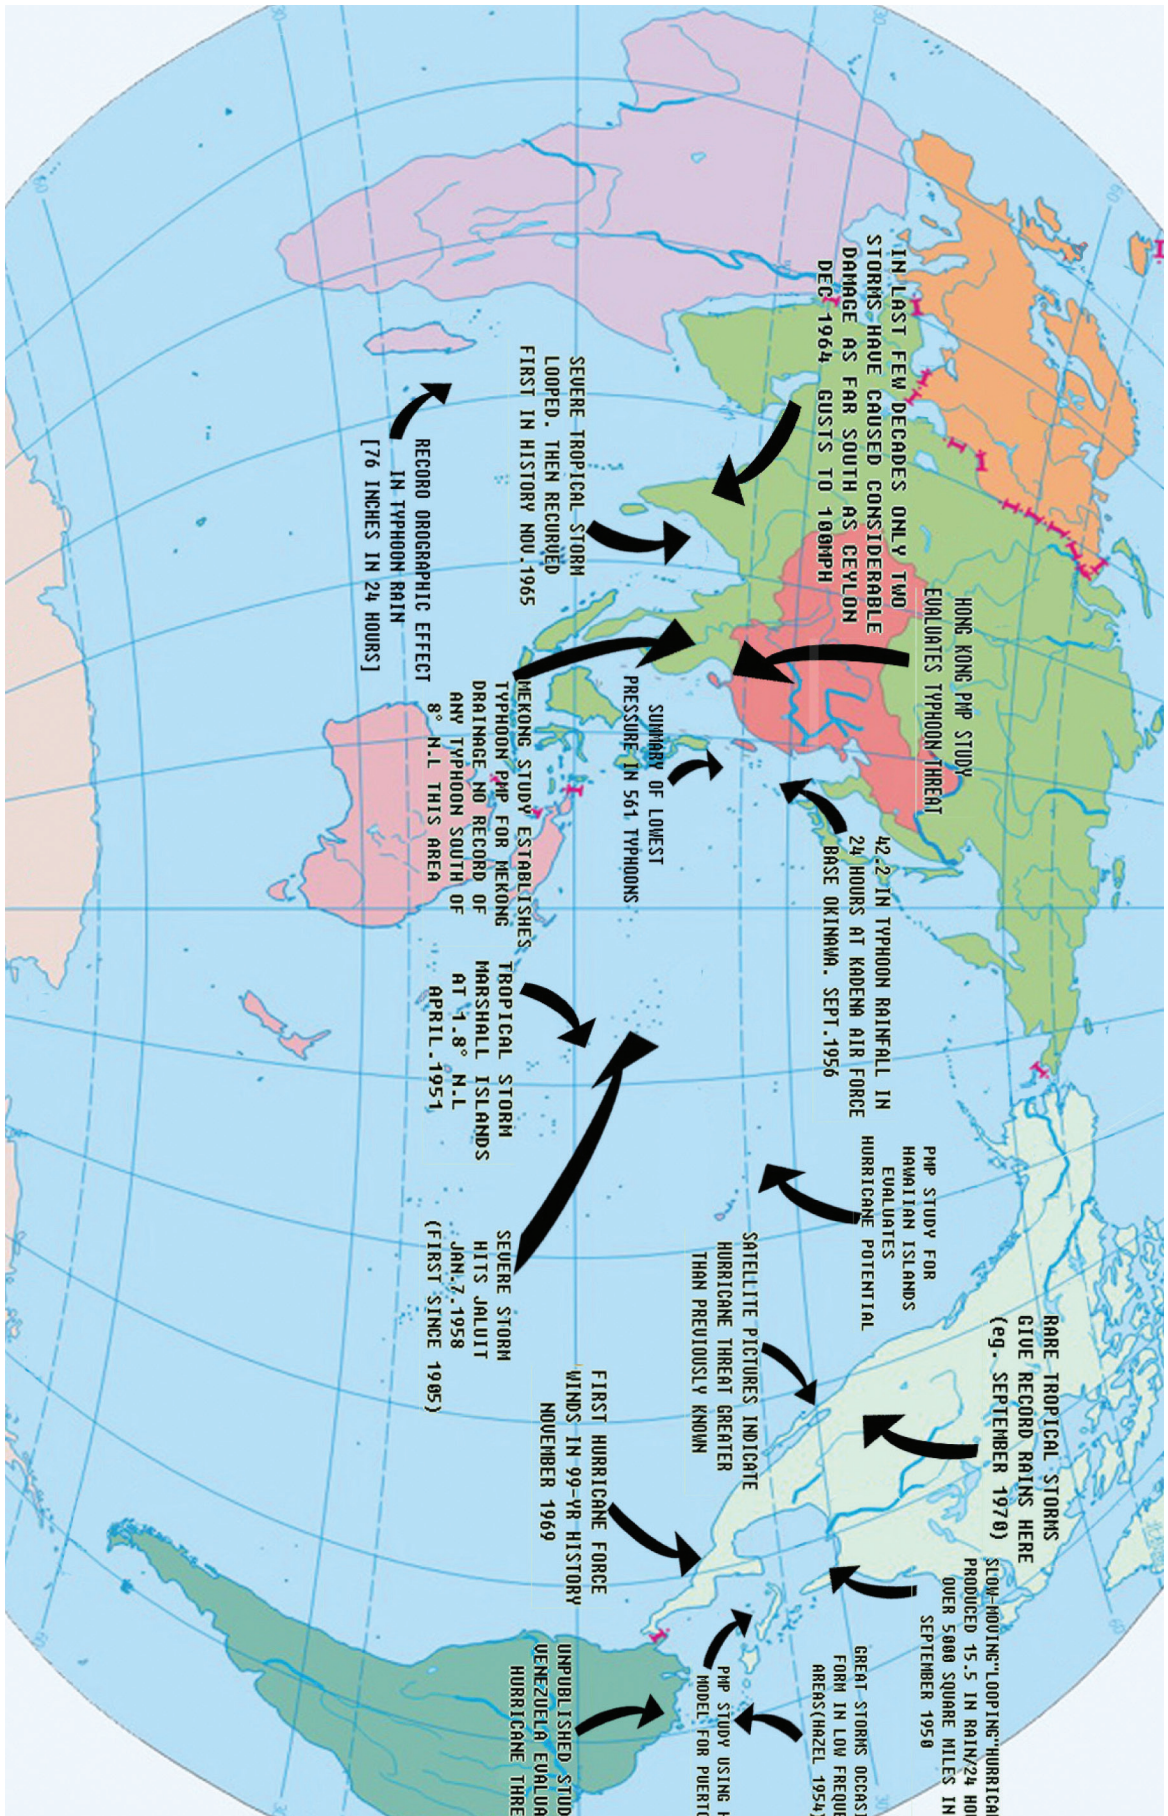 IN LAST FEW DECADES ONLY TWO
STORMS HAVE CAUSED CONSIDERABLE
DAMAGE AS FAR SOUTH AS CEYLON
DEC 1964 GUSTS TO 100MPH
HONG KONG PMP STUDY
EVALUATES TYPHOON THREAT
SEVERE TROPICAL STORM
LOOPED. THEN RECURVED
FIRST IN HISTORY NOV.1965
RECORD OROGRAPHIC EFFECT
IN TYPHOON RAIN
[76 INCHES IN 24 HOURS]
SUMMARY OF LOWEST
PRESSURE IN 561 TYPHOONS
MEKONG STUDY ESTABLISHES
TYPHOON PMP FOR MEKONG
DRAINAGE NO RECORD OF
ANY TYPHOON SOUTH OF
8° N.L THIS AREA
42.2 IN TYPHOON RAINFALL IN
24 HOURS AT KADENA AIR FORCE
BASE OKINAWA. SEPT.1956
TROPICAL STORM
MARSHALL ISLANDS
AT 1.8° N.L
APRIL.1951
PMP STUDY FOR
HAWAIIAN ISLANDS
EVALUATES
HURRICANE POTENTIAL
SEVERE STORM
HITS JALUIT
JAN.7.1958
(FIRST SINCE 1905)
SATELLITE PICTURES INDICATE
HURRICANE THREAT GREATER
THAN PREVIOUSLY KNOWN
RARE TROPICAL STORMS
GIVE RECORD RAINS HERE
(eg. SEPTEMBER 1970)
FIRST HURRICANE FORCE
WINDS IN 99-YR HISTORY
NOVEMBER 1969
SLOW-MOVING"LOOPING"HURRICA
PRODUCED 15.5 IN RAIN/24 HO
OVER 5000 SQUARE MILES IN
SEPTEMBER 1950
GREAT STORMS OCCASI
FORM IN LOW FREQUE
AREAS(HAZEL 1954)
PMP STUDY USING H
MODEL FOR PUERTO
UNPUBLISHED STUD
VENEZUELA EVALUA
HURRICANE THRE